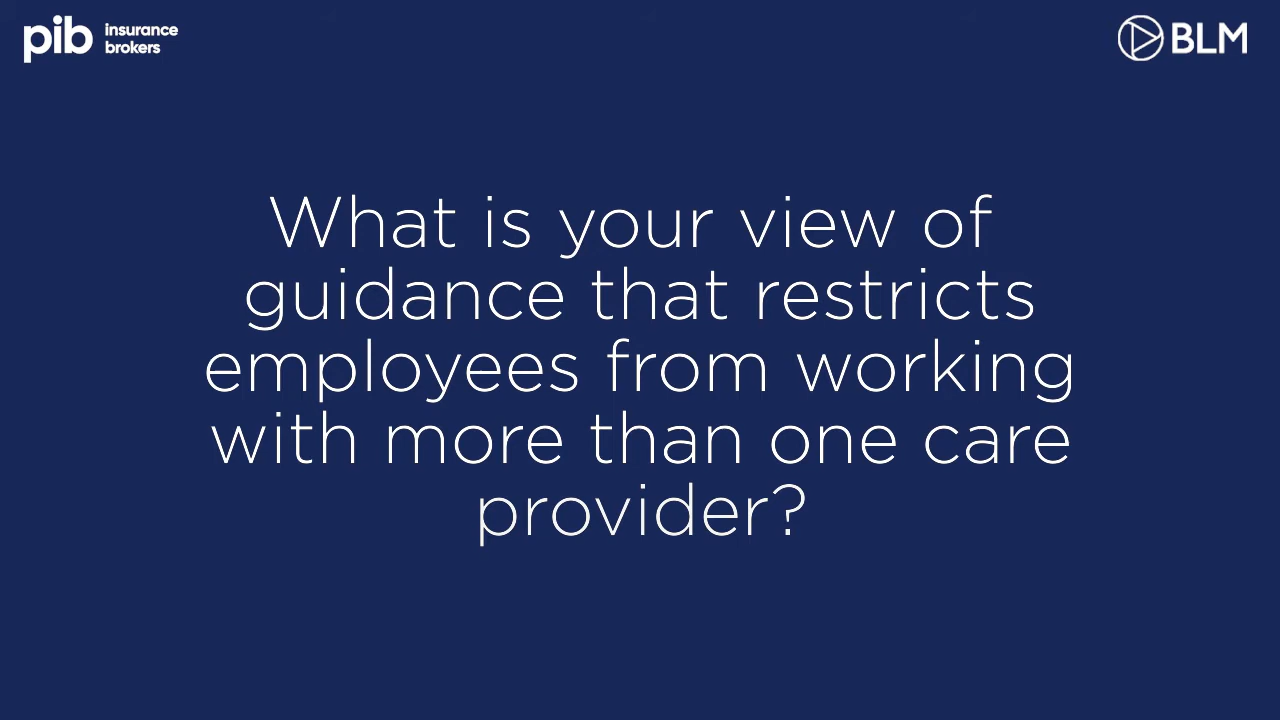 pib insurance
brokers
BLM
What is your view of
guidance that restricts
employees from working
with more than one care
provider?